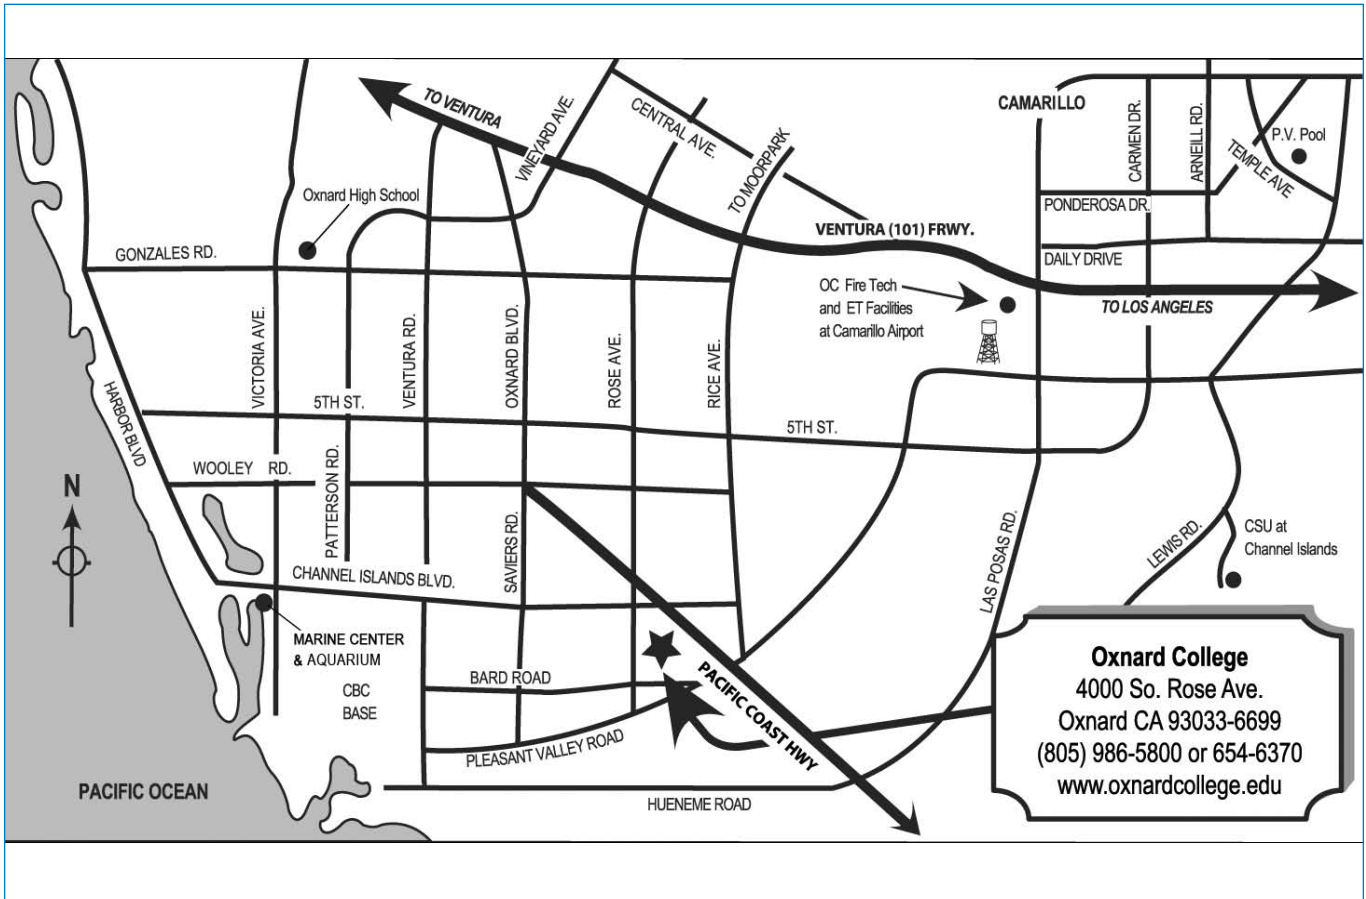 TO VENTURA
VINEYARD AVE.
CENTRAL AVE.
TO MOORPARK
CAMARILLO
CARMEN DR.
ARNEILL RD.
P.V. Pool
TEMPLE AVE
Oxnard High School
PONDEROSA DR.
VENTURA (101) FRWY.
GONZALES RD.
DAILY DRIVE
OC Fire Tech
and ET Facilities
at Camarillo Airport
TO LOS ANGELES
VICTORIA AVE.
VENTURA RD.
OXNARD BLVD.
ROSE AVE.
RICE AVE.
HARBOR BLVD
5TH ST.
5TH ST.
WOOLEY RD.
PATTERSON RD.
N
SAVIERS RD.
LAS POSAS RD.
LEWIS RD.
CSU at
Channel Islands
CHANNEL ISLANDS BLVD.
MARINE CENTER
& AQUARIUM
BARD ROAD
CBC
BASE
PACIFIC COAST HWY
PLEASANT VALLEY ROAD
PACIFIC OCEAN
HUENEME ROAD
Oxnard College
4000 So. Rose Ave.
Oxnard CA 93033-6699
(805) 986-5800 or 654-6370
www.oxnardcollege.edu